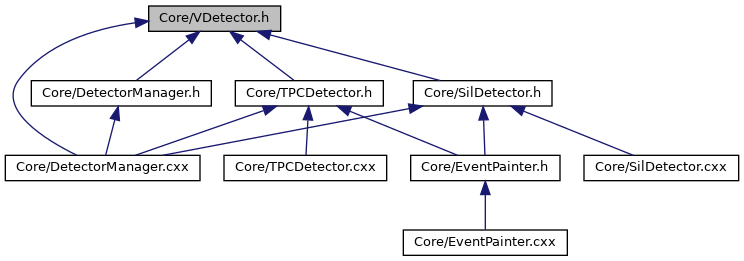 Core/VDetector.h
Core/DetectorManager.h
Core/TPCDetector.h
Core/SilDetector.h
Core/DetectorManager.cxx
Core/TPCDetector.cxx
Core/EventPainter.h
Core/SilDetector.cxx
Core/EventPainter.cxx